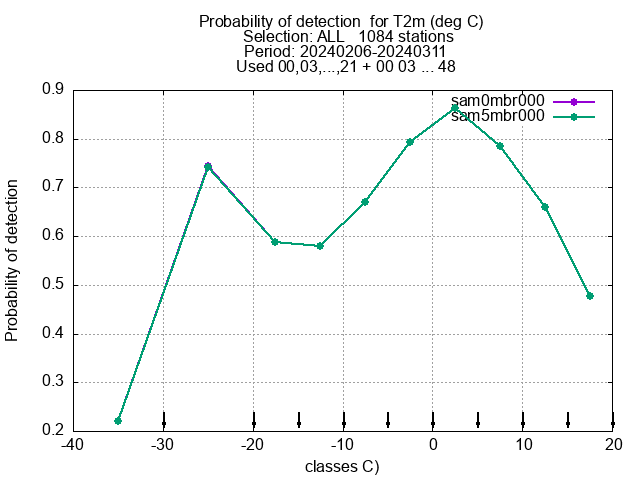 Probability of detection  for T2m (deg C)
Selection: ALL   1084 stations
Period: 20240206-20240311
Used 00,03,...,21 + 00 03 ... 48
sam0mbr000
sam5mbr000
Probability of detection
0.9
0.8
0.7
0.6
0.5
0.4
0.3
0.2
-40 -30 -20 -10 0 10 20
classes C)